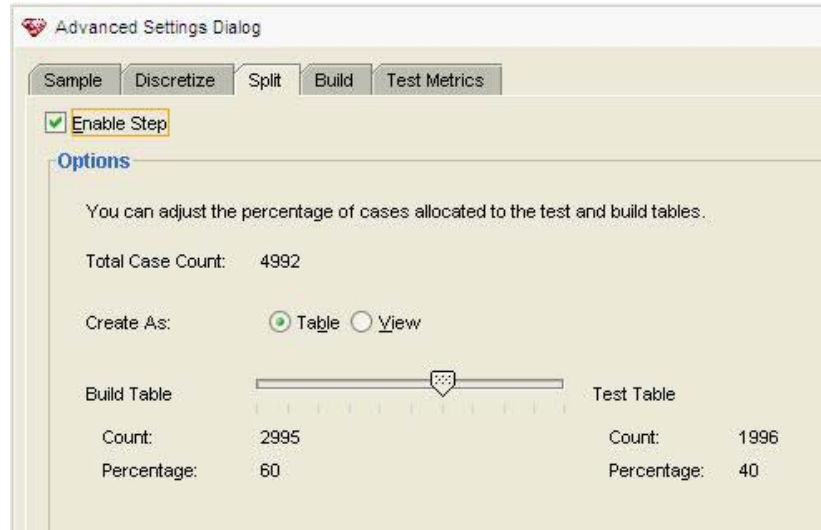 Advanced Settings Dialog
Sample Discretize Split Build Test Metrics
Enable Step
Options
You can adjust the percentage of cases allocated to the test and build tables.
Total Case Count: 4992
Create As: Table View
Build Table Test Table
Count: 2995 Count: 1996
Percentage: 60 Percentage: 40